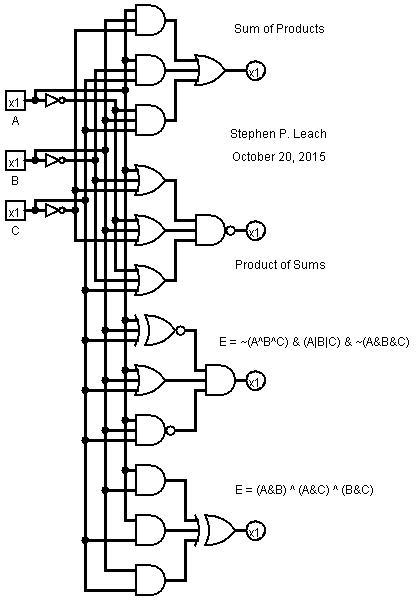 Sum of Products
x1
x1
A
Stephen P. Leach
x1
October 20, 2015
B
x1
C
x1
Product of Sums
E = ~(A^B^C) & (A|B|C) & ~(A&B&C)
x1
E = (A&B) ^ (A&C) ^ (B&C)
x1